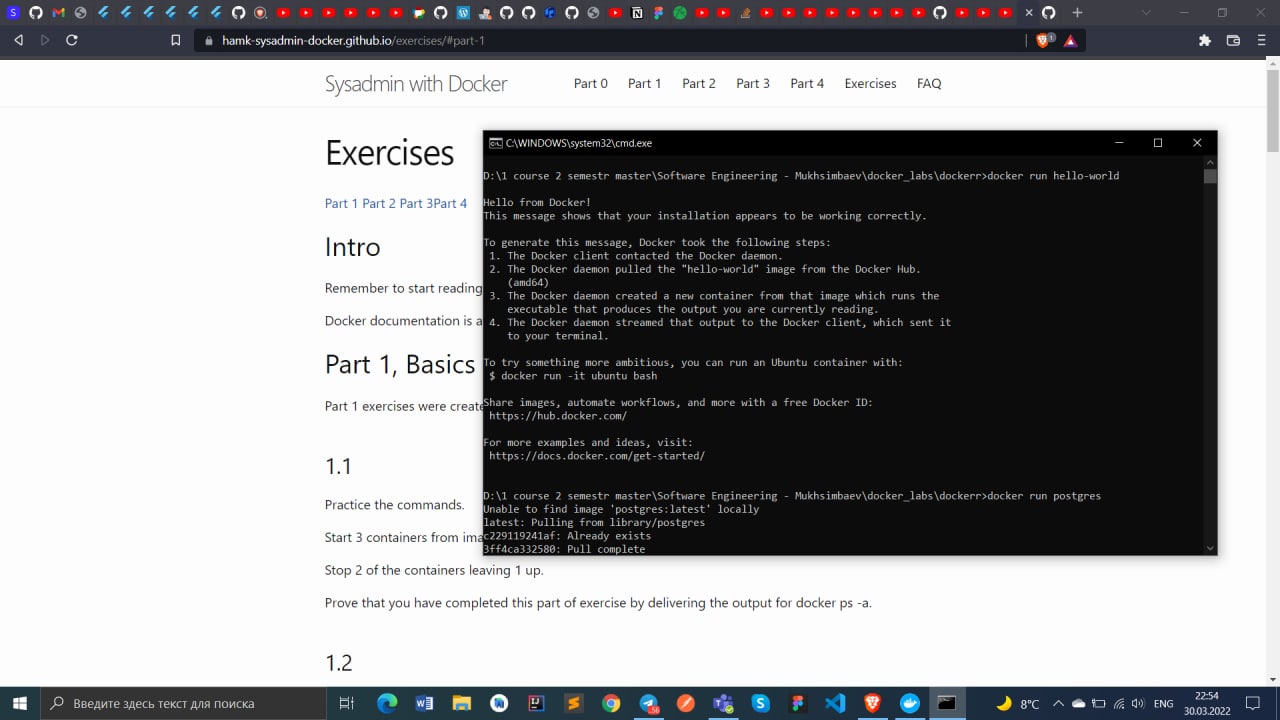 hamk-sysadmin-docker.github.io/exercises/#part-1
1
Sysadmin with Docker
Part 0 Part 1 Part 2 Part 3 Part 4 Exercises FAQ
Exercises
Part 1 Part 2 Part 3Part 4
Intro
Remember to start reading
Docker documentation is a
Part 1, Basics
Part 1 exercises were create
1.1
Practice the commands.
Start 3 containers from ima
Stop 2 of the containers leaving 1 up.
Prove that you have completed this part of exercise by delivering the output for docker ps -a.
1.2
C:\WINDOWS\system32\cmd.exe
D:\1 course 2 semestr master\Software Engineering - Mukhsimbaev\docker_labs\dockerr>docker run hello-world
Hello from Docker!
This message shows that your installation appears to be working correctly.
To generate this message, Docker took the following steps:
1. The Docker client contacted the Docker daemon.
2. The Docker daemon pulled the "hello-world" image from the Docker Hub.
(amd64)
3. The Docker daemon created a new container from that image which runs the
executable that produces the output you are currently reading.
4. The Docker daemon streamed that output to the Docker client, which sent it
to your terminal.
To try something more ambitious, you can run an Ubuntu container with:
$ docker run -it ubuntu bash
Share images, automate workflows, and more with a free Docker ID:
https://hub.docker.com/
For more examples and ideas, visit:
https://docs.docker.com/get-started/
D:\1 course 2 semestr master\Software Engineering - Mukhsimbaev\docker_labs\dockerr>docker run postgres
Unable to find image 'postgres:latest' locally
latest: Pulling from library/postgres
c229119241af: Already exists
3ff4ca332580: Pull complete
Введите здесь текст для поиска
8°C
ENG
22:54
30.03.2022